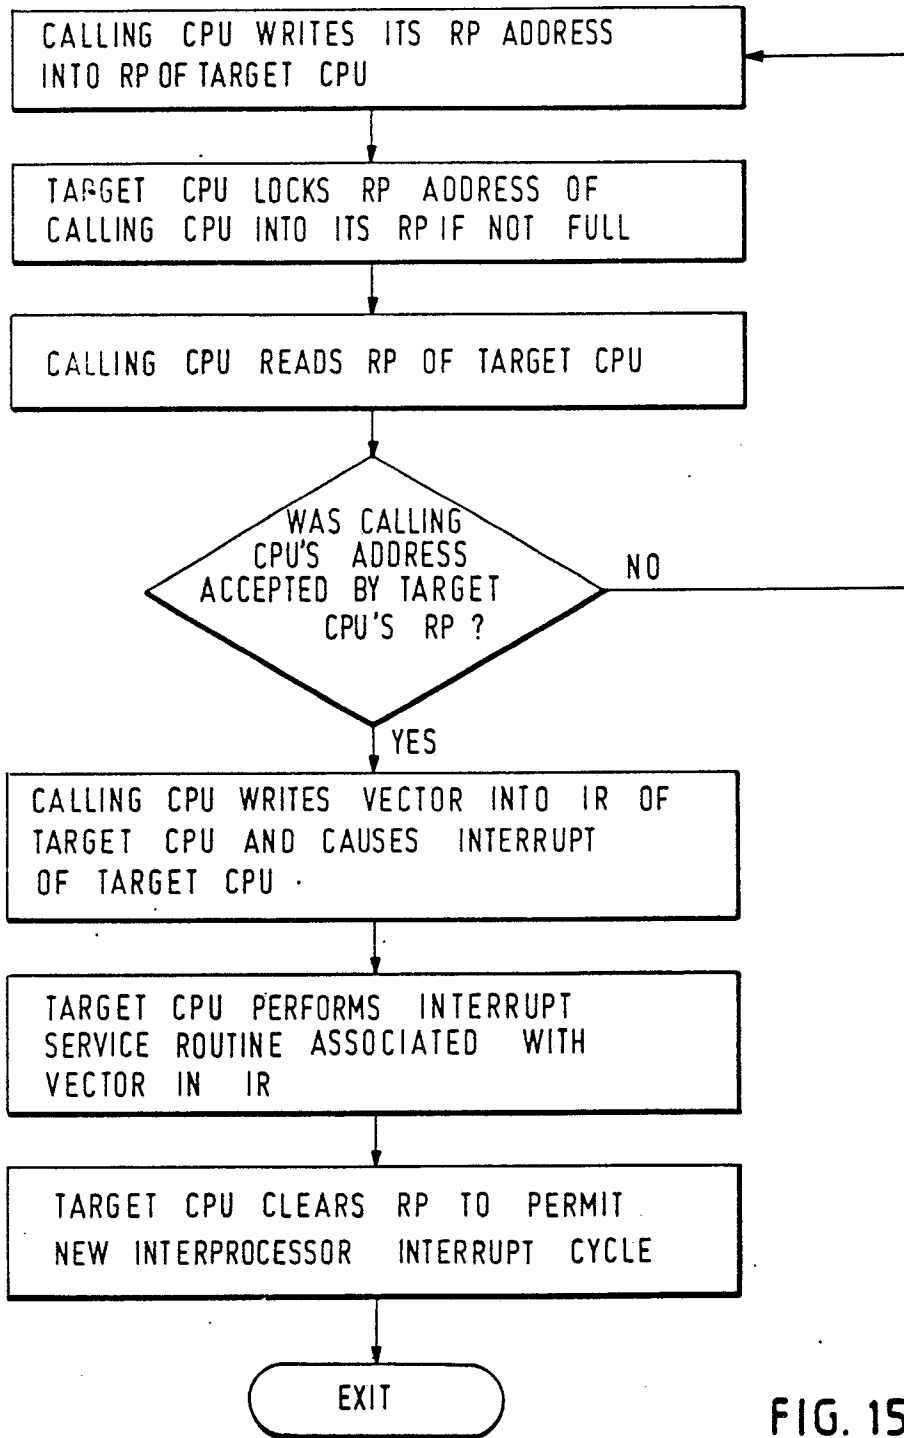 CALLING CPU WRITES ITS RP ADDRESS
INTO RP OF TARGET CPU
TARGET CPU LOCKS RP ADDRESS OF
CALLING CPU INTO ITS RP IF NOT FULL
CALLING CPU READS RP OF TARGET CPU
WAS CALLING
CPU'S ADDRESS
ACCEPTED BY TARGET
CPU'S RP ?
NO
YES
CALLING CPU WRITES VECTOR INTO IR OF
TARGET CPU AND CAUSES INTERRUPT
OF TARGET CPU
TARGET CPU PERFORMS INTERRUPT
SERVICE ROUTINE ASSOCIATED WITH
VECTOR IN IR
TARGET CPU CLEARS RP TO PERMIT
NEW INTERPROCESSOR INTERRUPT CYCLE
EXIT
FIG. 15